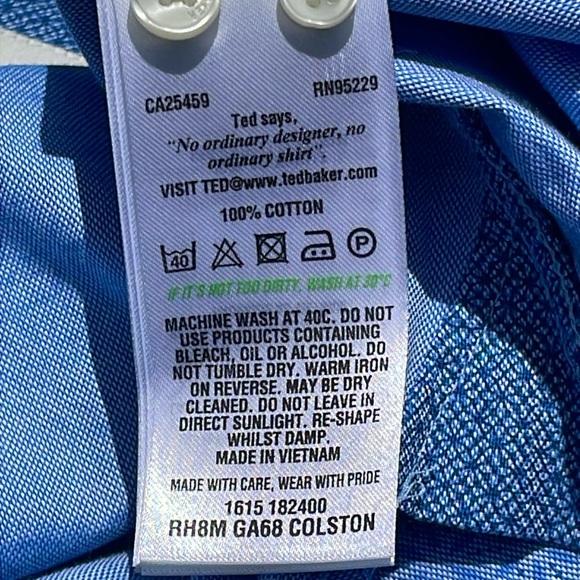 CA25459 RN95229
Ted says,
"No ordinary designer, no
ordinary shirt".
VISIT TED@www.tedbaker.com
100% COTTON
40 P
IF IT'S NOT TOO DIRTY, WASH AT 30°C
MACHINE WASH AT 40C. DO NOT
USE PRODUCTS CONTAINING
BLEACH, OIL OR ALCOHOL. DO
NOT TUMBLE DRY. WARM IRON
ON REVERSE. MAY BE DRY
CLEANED. DO NOT LEAVE IN
DIRECT SUNLIGHT. RE-SHAPE
WHILST DAMP.
MADE IN VIETNAM
MADE WITH CARE, WEAR WITH PRIDE
1615 182400
RH8M GA68 COLSTON